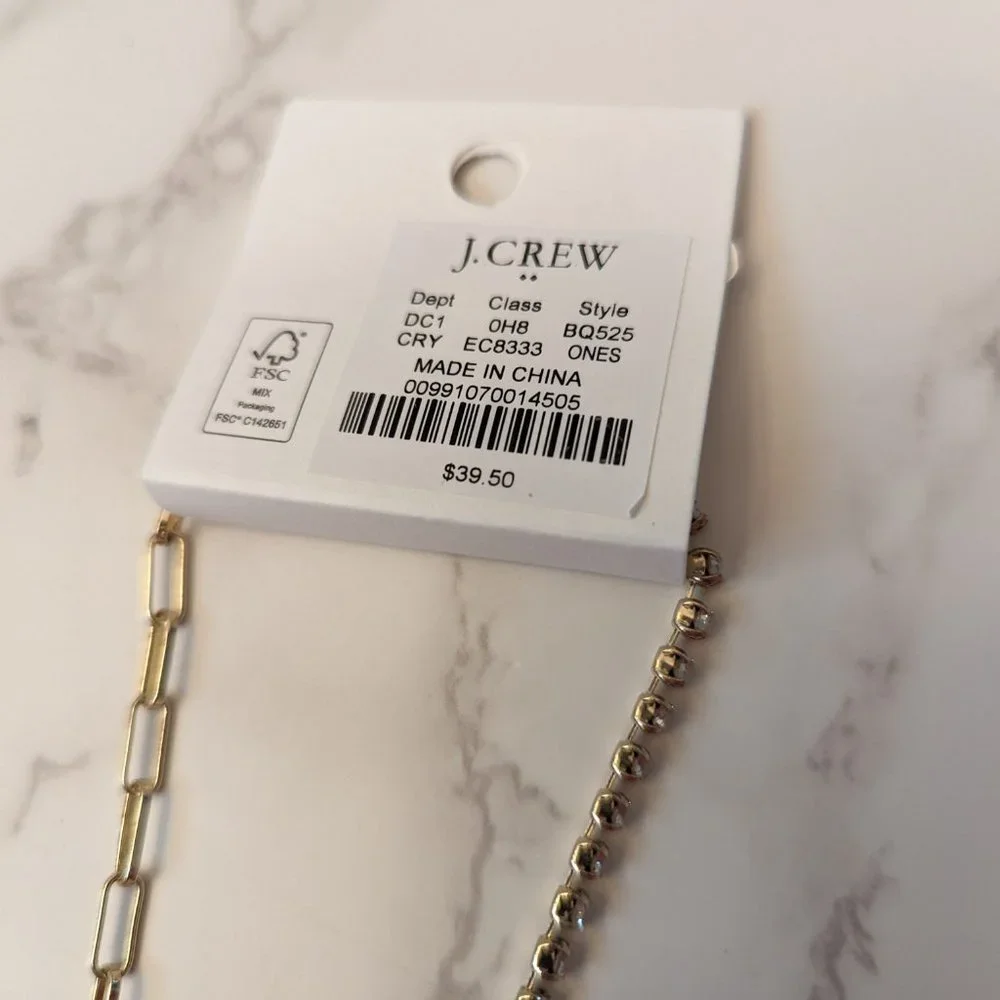 J.CREW
Dept Class Style
DC1 0H8 BQ525
CRY EC8333 ONES
MADE IN CHINA
00991070014505
$39.50
FSC
MIX
Packaging
FSC® C142651